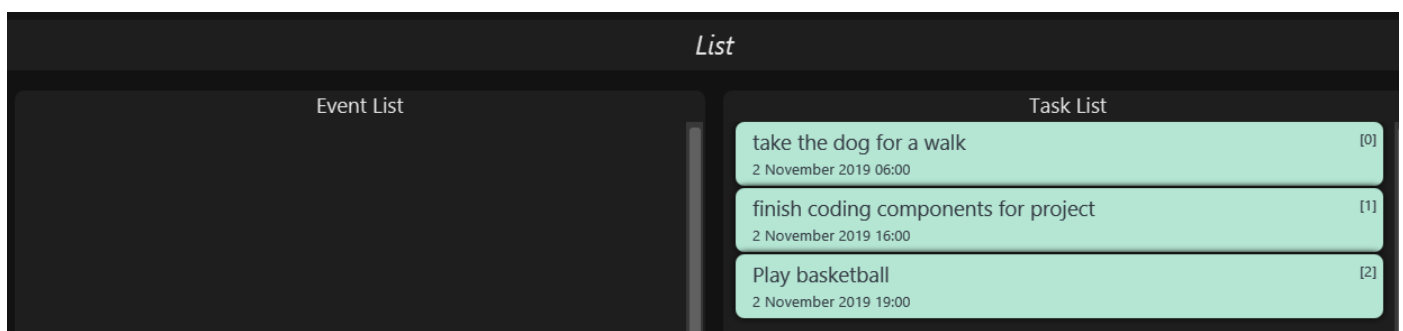 List
Event List
Task List
take the dog for a walk [0]
2 November 2019 06:00
finish coding components for project [1]
2 November 2019 16:00
Play basketball [2]
2 November 2019 19:00